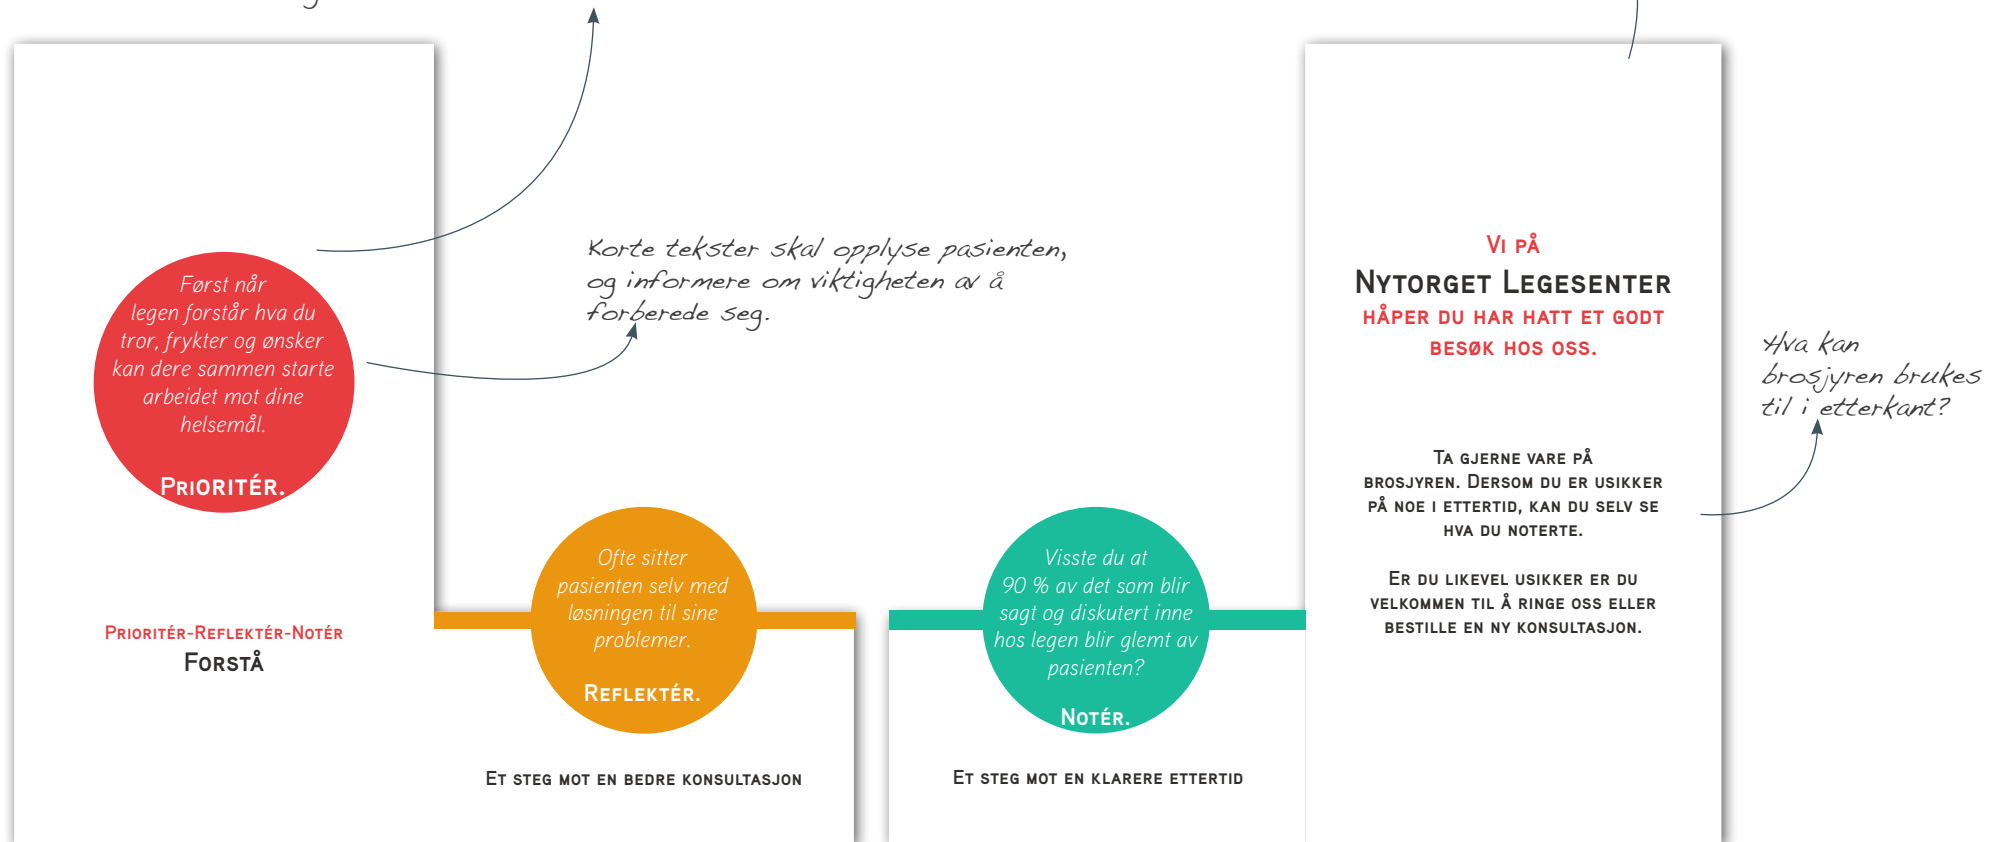 Først når
legen forstår hva du
tror, frykter og ønsker
kan dere sammen starte
arbeidet mot dine
helsemål.
Prioritér.
Prioritér-Reflektér-Notér
Forstå
Korte tekster skal opplyse pasienten,
og informere om viktigheten av å
forberede seg.
Ofte sitter
pasienten selv med
løsningen til sine
problemer.
Reflektér.
Et steg mot en bedre konsultasjon
Visste du at
90 % av det som blir
sagt og diskutert inne
hos legen blir glemt av
pasienten?
Notér.
Et steg mot en klarere ettertid
Vi på
Nytorget Legesenter
håper du har hatt et godt
besøk hos oss.
Ta gjerne vare på
brosjyren. Dersom du er usikker
på noe i ettertid, kan du selv se
hva du noterte.
Er du likevel usikker er du
velkommen til å ringe oss eller
bestille en ny konsultasjon.
Hva kan
brosjyren brukes
til i etterkant?